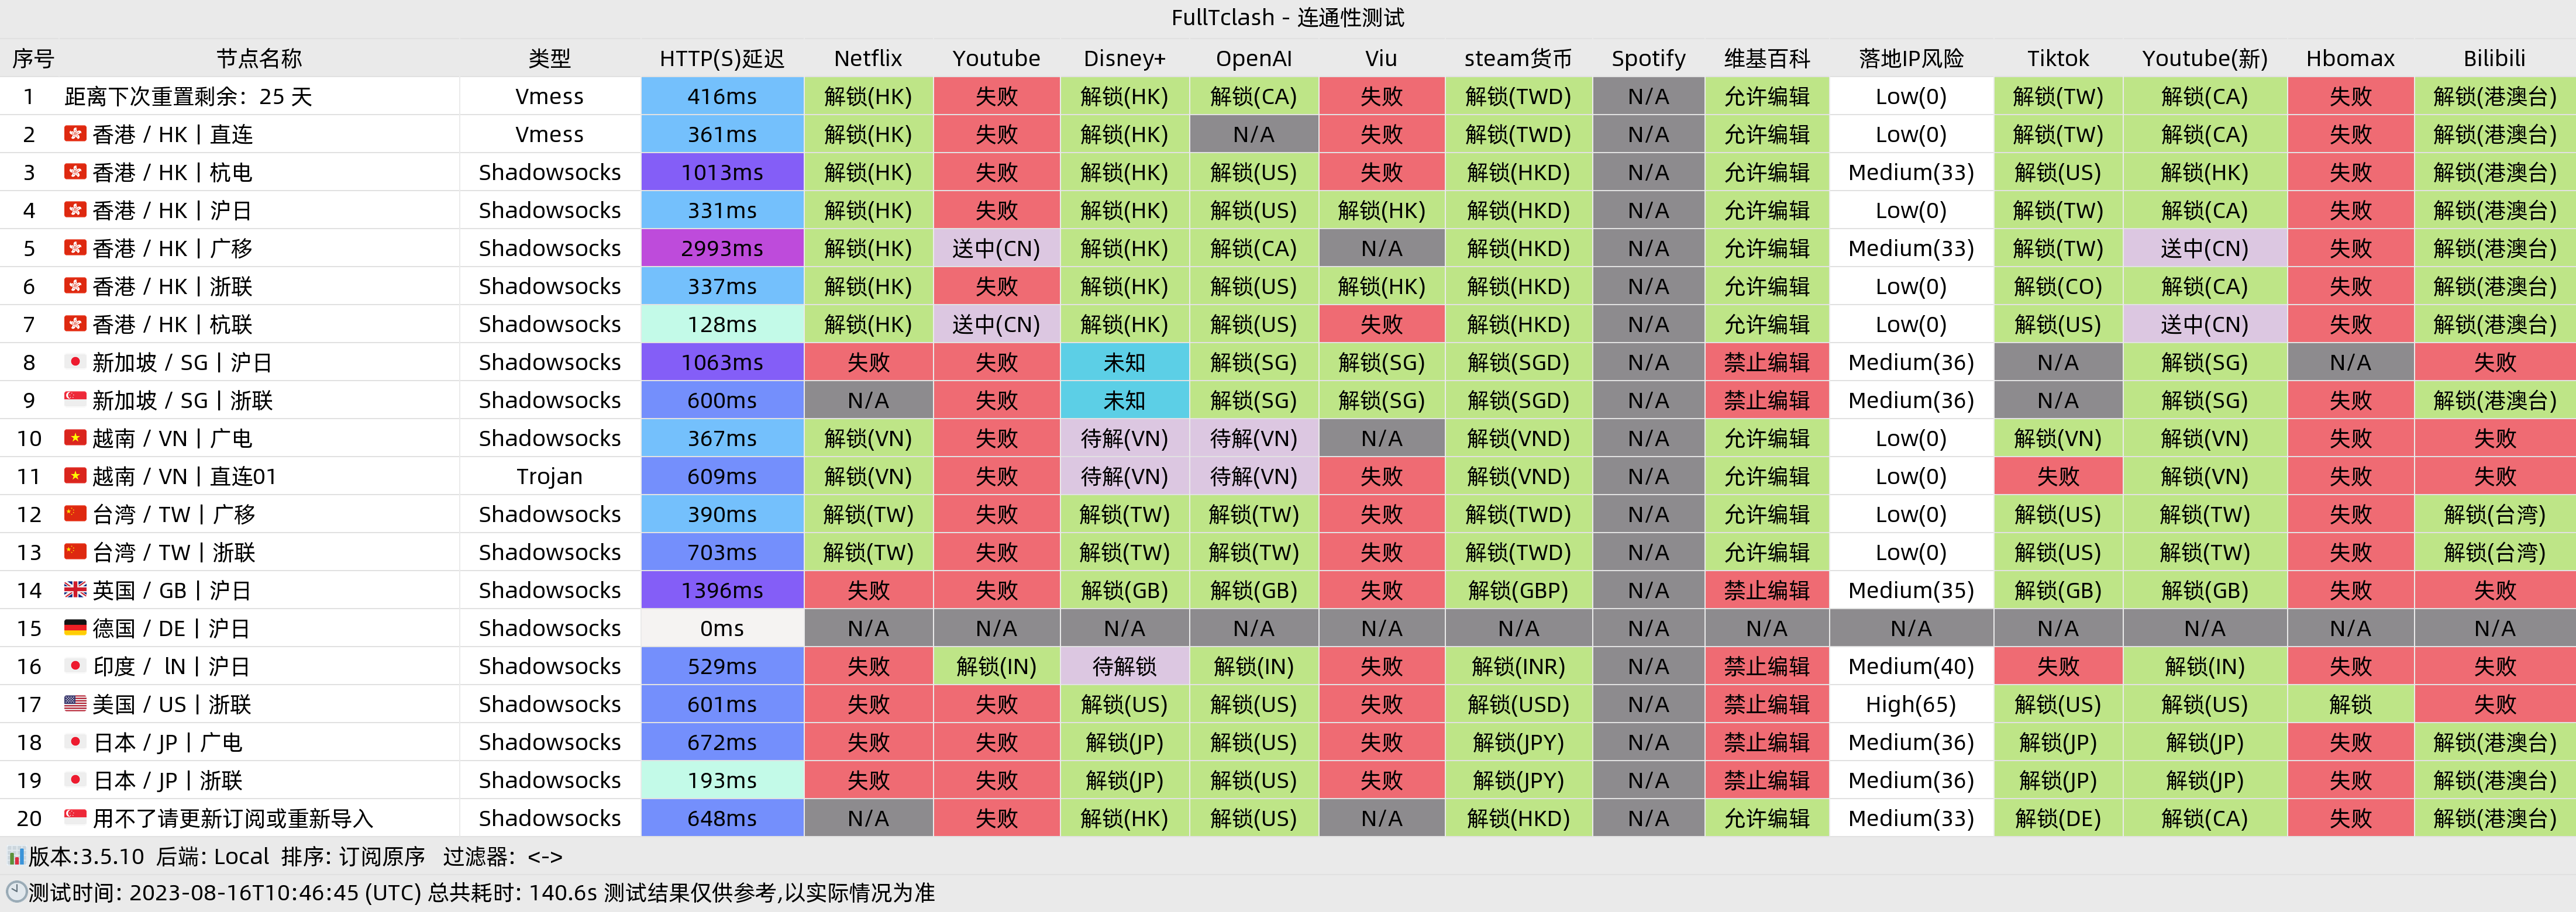 FullTclash - 连通性测试
序号 节点名称 类型 HTTP(S)延迟 Netflix Youtube Disney+ OpenAI Viu steam货币 Spotify 维基百科 落地IP风险 Tiktok Youtube(新) Hbomax Bilibili
1 距离下次重置剩余：25 天 Vmess 416ms 解锁(HK) 失败 解锁(HK) 解锁(CA) 失败 解锁(TWD) N/A 允许编辑 Low(0) 解锁(TW) 解锁(CA) 失败 解锁(港澳台)
2 香港 / HK丨直连 Vmess 361ms 解锁(HK) 失败 解锁(HK) N/A 失败 解锁(TWD) N/A 允许编辑 Low(0) 解锁(TW) 解锁(CA) 失败 解锁(港澳台)
3 香港 / HK丨杭电 Shadowsocks 1013ms 解锁(HK) 失败 解锁(HK) 解锁(US) 失败 解锁(HKD) N/A 允许编辑 Medium(33) 解锁(US) 解锁(HK) 失败 解锁(港澳台)
4 香港 / HK丨沪日 Shadowsocks 331ms 解锁(HK) 失败 解锁(HK) 解锁(US) 解锁(HK) 解锁(HKD) N/A 允许编辑 Low(0) 解锁(TW) 解锁(CA) 失败 解锁(港澳台)
5 香港 / HK丨广移 Shadowsocks 2993ms 解锁(HK) 送中(CN) 解锁(HK) 解锁(CA) N/A 解锁(HKD) N/A 允许编辑 Medium(33) 解锁(TW) 送中(CN) 失败 解锁(港澳台)
6 香港 / HK丨浙联 Shadowsocks 337ms 解锁(HK) 失败 解锁(HK) 解锁(US) 解锁(HK) 解锁(HKD) N/A 允许编辑 Low(0) 解锁(CO) 解锁(CA) 失败 解锁(港澳台)
7 香港 / HK丨杭联 Shadowsocks 128ms 解锁(HK) 送中(CN) 解锁(HK) 解锁(US) 失败 解锁(HKD) N/A 允许编辑 Low(0) 解锁(US) 送中(CN) 失败 解锁(港澳台)
8 新加坡 / SG丨沪日 Shadowsocks 1063ms 失败 失败 未知 解锁(SG) 解锁(SG) 解锁(SGD) N/A 禁止编辑 Medium(36) N/A 解锁(SG) N/A 失败
9 新加坡 / SG丨浙联 Shadowsocks 600ms N/A 失败 未知 解锁(SG) 解锁(SG) 解锁(SGD) N/A 禁止编辑 Medium(36) N/A 解锁(SG) 失败 解锁(港澳台)
10 越南 / VN丨广电 Shadowsocks 367ms 解锁(VN) 失败 待解(VN) 待解(VN) N/A 解锁(VND) N/A 允许编辑 Low(0) 解锁(VN) 解锁(VN) 失败 失败
11 越南 / VN丨直连01 Trojan 609ms 解锁(VN) 失败 待解(VN) 待解(VN) 失败 解锁(VND) N/A 允许编辑 Low(0) 失败 解锁(VN) 失败 失败
12 台湾 / TW丨广移 Shadowsocks 390ms 解锁(TW) 失败 解锁(TW) 解锁(TW) 失败 解锁(TWD) N/A 允许编辑 Low(0) 解锁(US) 解锁(TW) 失败 解锁(台湾)
13 台湾 / TW丨浙联 Shadowsocks 703ms 解锁(TW) 失败 解锁(TW) 解锁(TW) 失败 解锁(TWD) N/A 允许编辑 Low(0) 解锁(US) 解锁(TW) 失败 解锁(台湾)
14 英国 / GB丨沪日 Shadowsocks 1396ms 失败 失败 解锁(GB) 解锁(GB) 失败 解锁(GBP) N/A 禁止编辑 Medium(35) 解锁(GB) 解锁(GB) 失败 失败
15 德国 / DE丨沪日 Shadowsocks 0ms N/A N/A N/A N/A N/A N/A N/A N/A N/A N/A N/A N/A N/A
16 印度 / lN丨沪日 Shadowsocks 529ms 失败 解锁(IN) 待解锁 解锁(IN) 失败 解锁(INR) N/A 禁止编辑 Medium(40) 失败 解锁(IN) 失败 失败
17 美国 / US丨浙联 Shadowsocks 601ms 失败 失败 解锁(US) 解锁(US) 失败 解锁(USD) N/A 禁止编辑 High(65) 解锁(US) 解锁(US) 解锁 失败
18 日本 / JP丨广电 Shadowsocks 672ms 失败 失败 解锁(JP) 解锁(US) 失败 解锁(JPY) N/A 禁止编辑 Medium(36) 解锁(JP) 解锁(JP) 失败 解锁(港澳台)
19 日本 / JP丨浙联 Shadowsocks 193ms 失败 失败 解锁(JP) 解锁(US) 失败 解锁(JPY) N/A 禁止编辑 Medium(36) 解锁(JP) 解锁(JP) 失败 解锁(港澳台)
20 用不了请更新订阅或重新导入 Shadowsocks 648ms N/A 失败 解锁(HK) 解锁(US) N/A 解锁(HKD) N/A 允许编辑 Medium(33) 解锁(DE) 解锁(CA) 失败 解锁(港澳台)
版本:3.5.10 后端: Local 排序: 订阅原序 过滤器: <->
测试时间: 2023-08-16T10:46:45 (UTC) 总共耗时: 140.6s 测试结果仅供参考,以实际情况为准